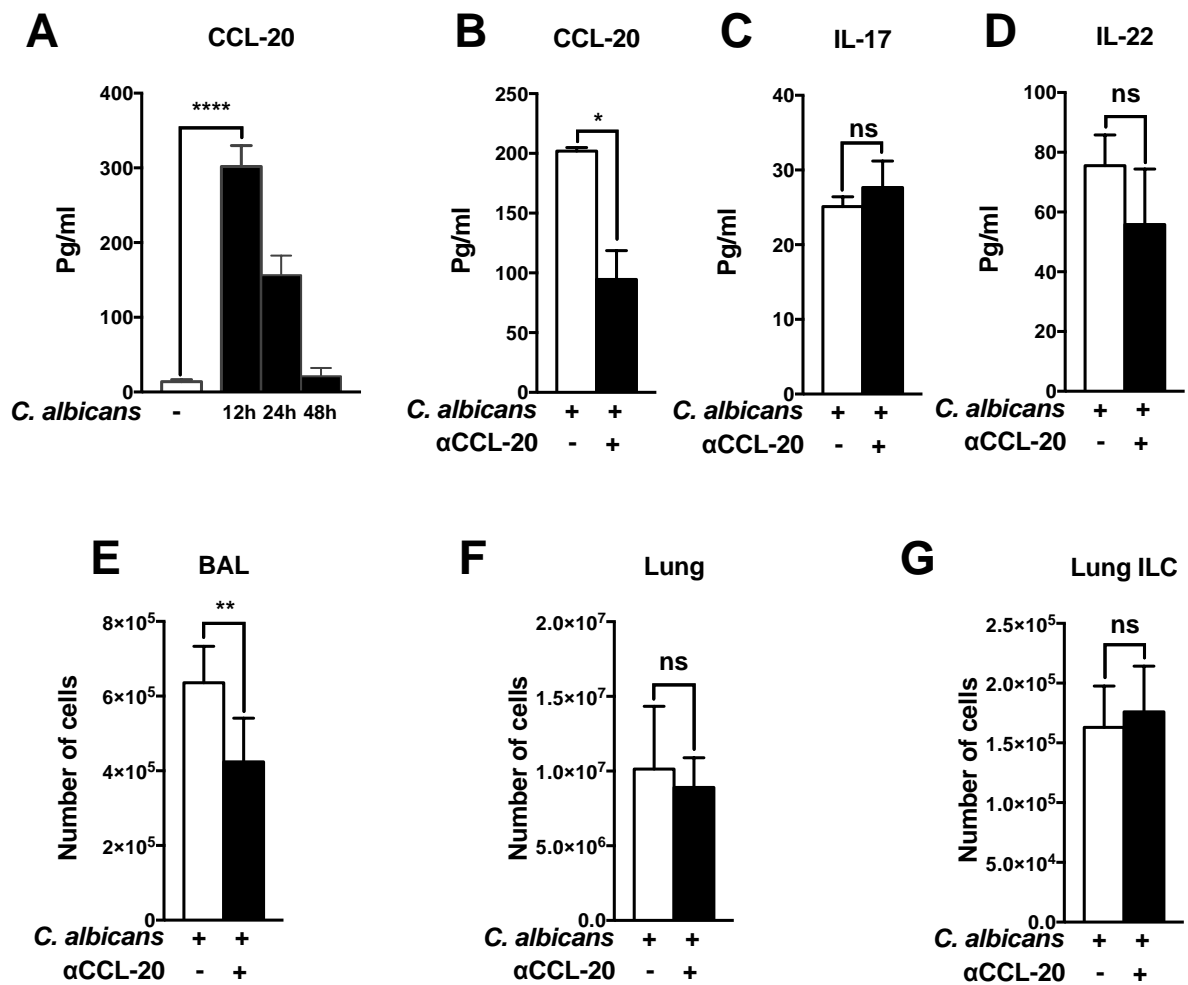 A
CCL-20
Pg/ml
400
300
200
100
0
****
C. albicans - 12h 24h 48h
B
CCL-20
Pg/ml
250
200
150
100
50
0
*
C. albicans + +
αCCL-20 - +
C
IL-17
Pg/ml
40
30
20
10
0
ns
C. albicans + +
αCCL-20 - +
D
IL-22
Pg/ml
100
80
60
40
20
0
ns
C. albicans + +
αCCL-20 - +
E
BAL
Number of cells
8×10⁵
6×10⁵
4×10⁵
2×10⁵
0
**
C. albicans + +
αCCL-20 - +
F
Lung
Number of cells
2.0×10⁷
1.5×10⁷
1.0×10⁷
5.0×10⁶
0.0
ns
C. albicans + +
αCCL-20 - +
G
Lung ILC
Number of cells
2.5×10⁵
2.0×10⁵
1.5×10⁵
1.0×10⁵
5.0×10⁴
0.0
ns
C. albicans + +
αCCL-20 - +